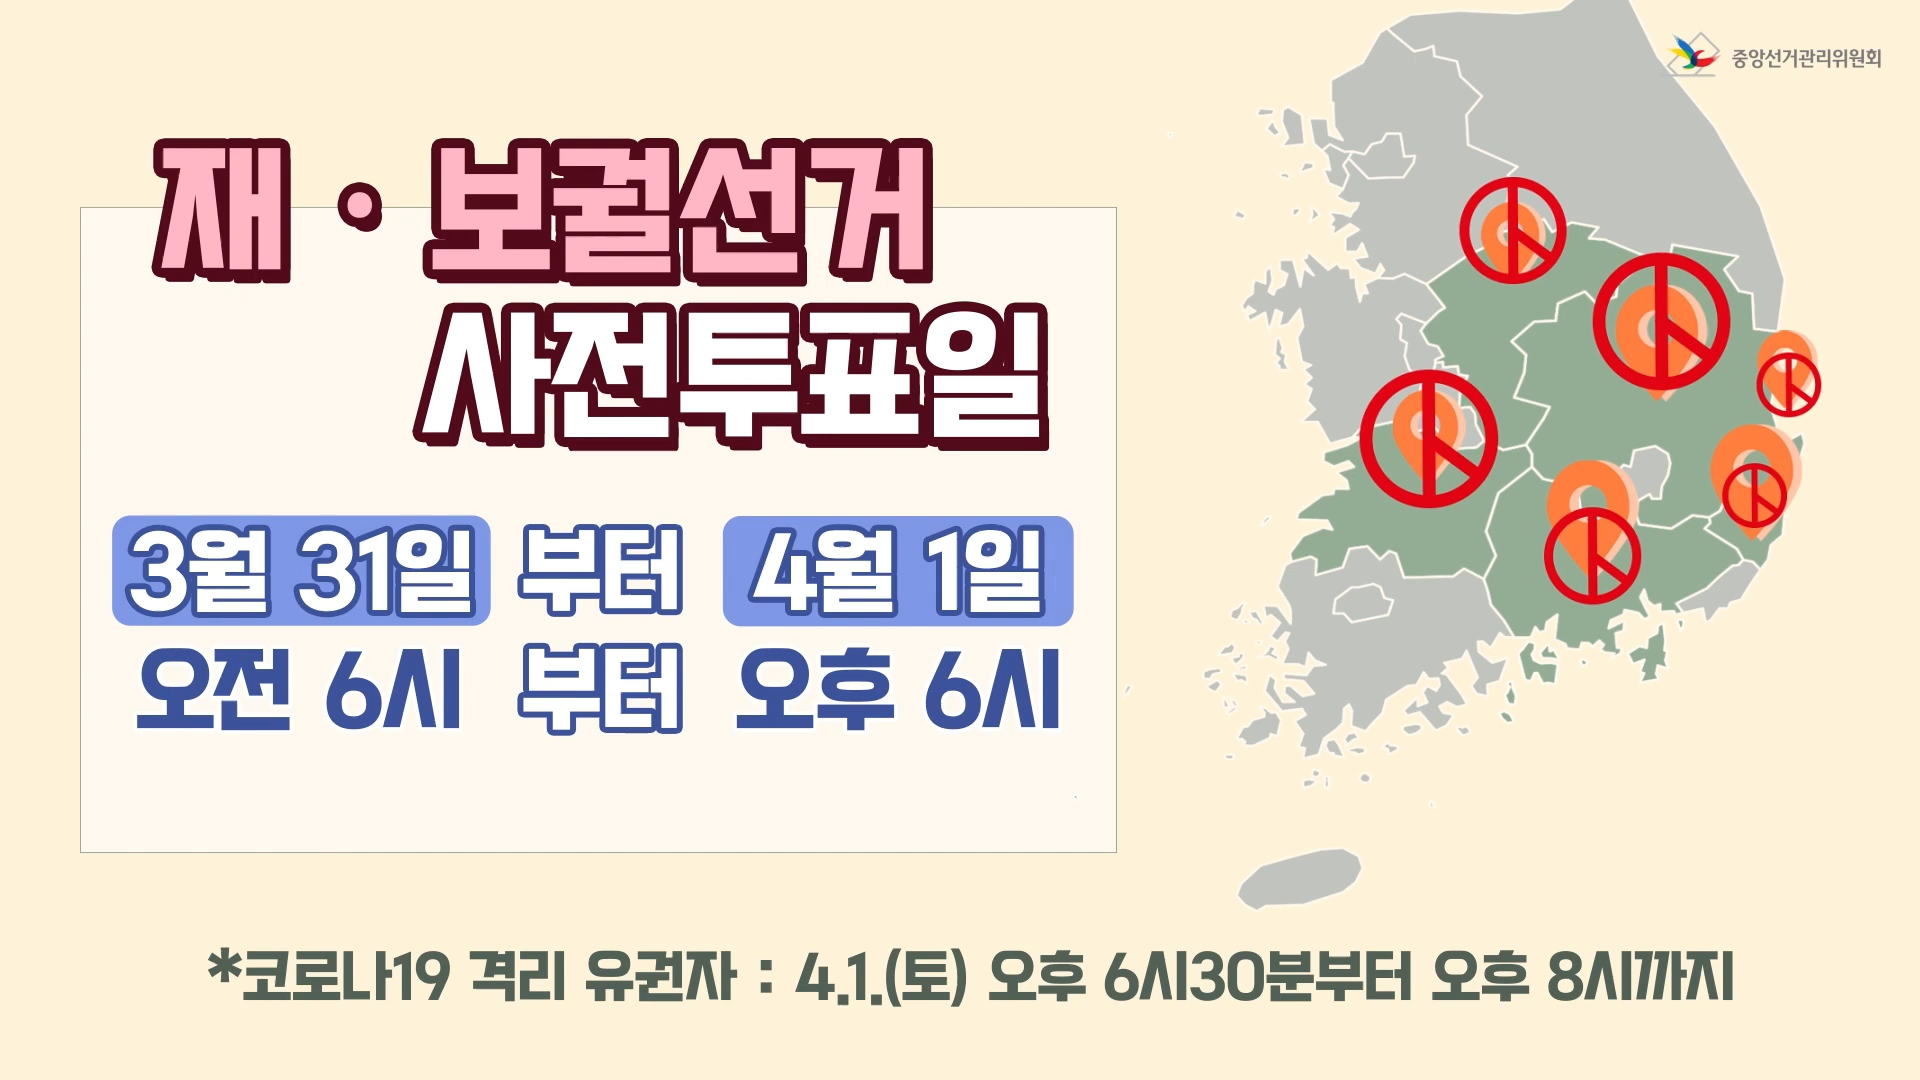 중앙선거관리위원회
재·보궐선거
사전투표일
3월 31일 부터 4월 1일
오전 6시 부터 오후 6시
*코로나19 격리 유권자 : 4.1.(토) 오후 6시30분부터 오후 8시까지